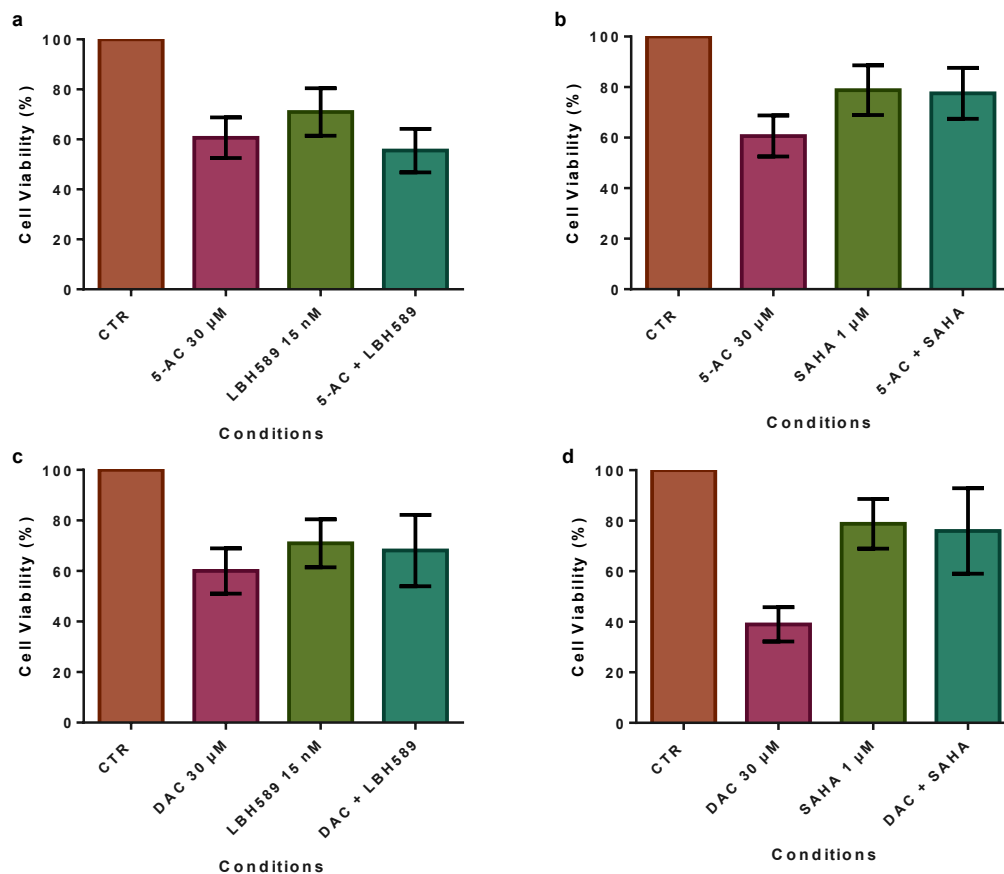 a
100
80
60
40
20
0
Cell Viability (%)
CTR
5-AC 30 µM
LBH589 15 nM
5-AC + LBH589
Conditions
b
100
80
60
40
20
0
Cell Viability (%)
CTR
5-AC 30 µM
SAHA 1 µM
5-AC + SAHA
Conditions
c
100
80
60
40
20
0
Cell Viability (%)
CTR
DAC 30 µM
LBH589 15 nM
DAC + LBH589
Conditions
d
100
80
60
40
20
0
Cell Viability (%)
CTR
DAC 30 µM
SAHA 1 µM
DAC + SAHA
Conditions